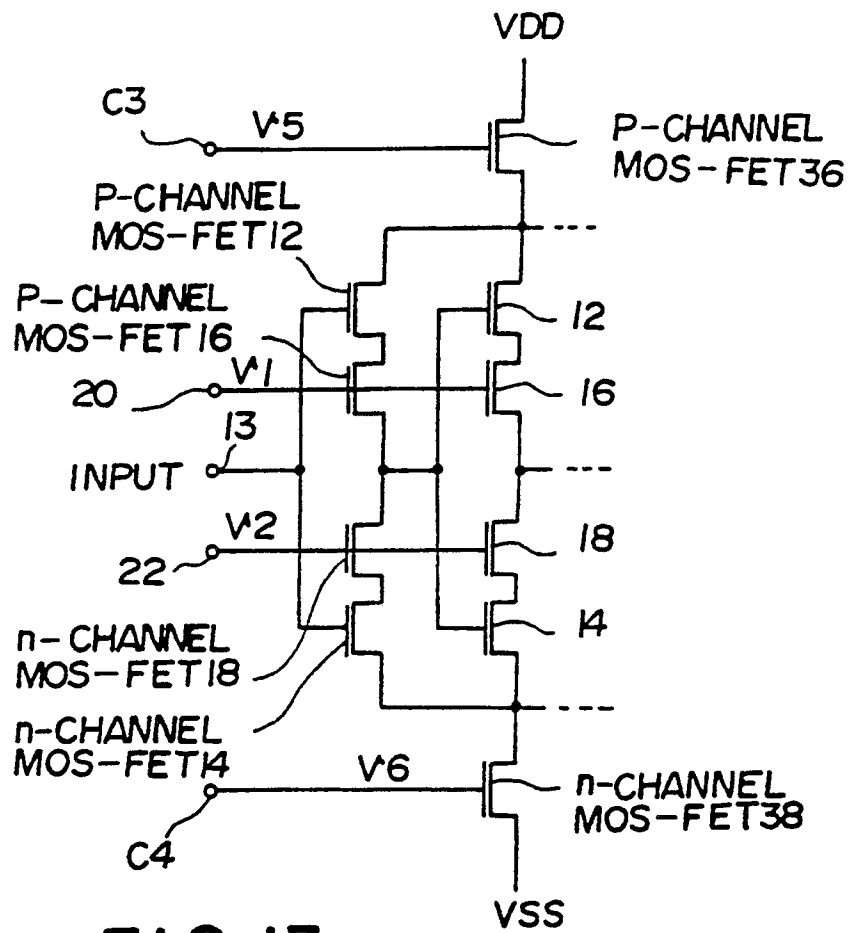 VDD
C3
V5
P-CHANNEL
MOS-FET36
P-CHANNEL
MOS-FET12
P-CHANNEL
MOS-FET16
12
20
V1
16
13
INPUT
V2
18
22
14
n-CHANNEL
MOS-FET18
n-CHANNEL
MOS-FET14
V6
n-CHANNEL
MOS-FET38
C4
VSS